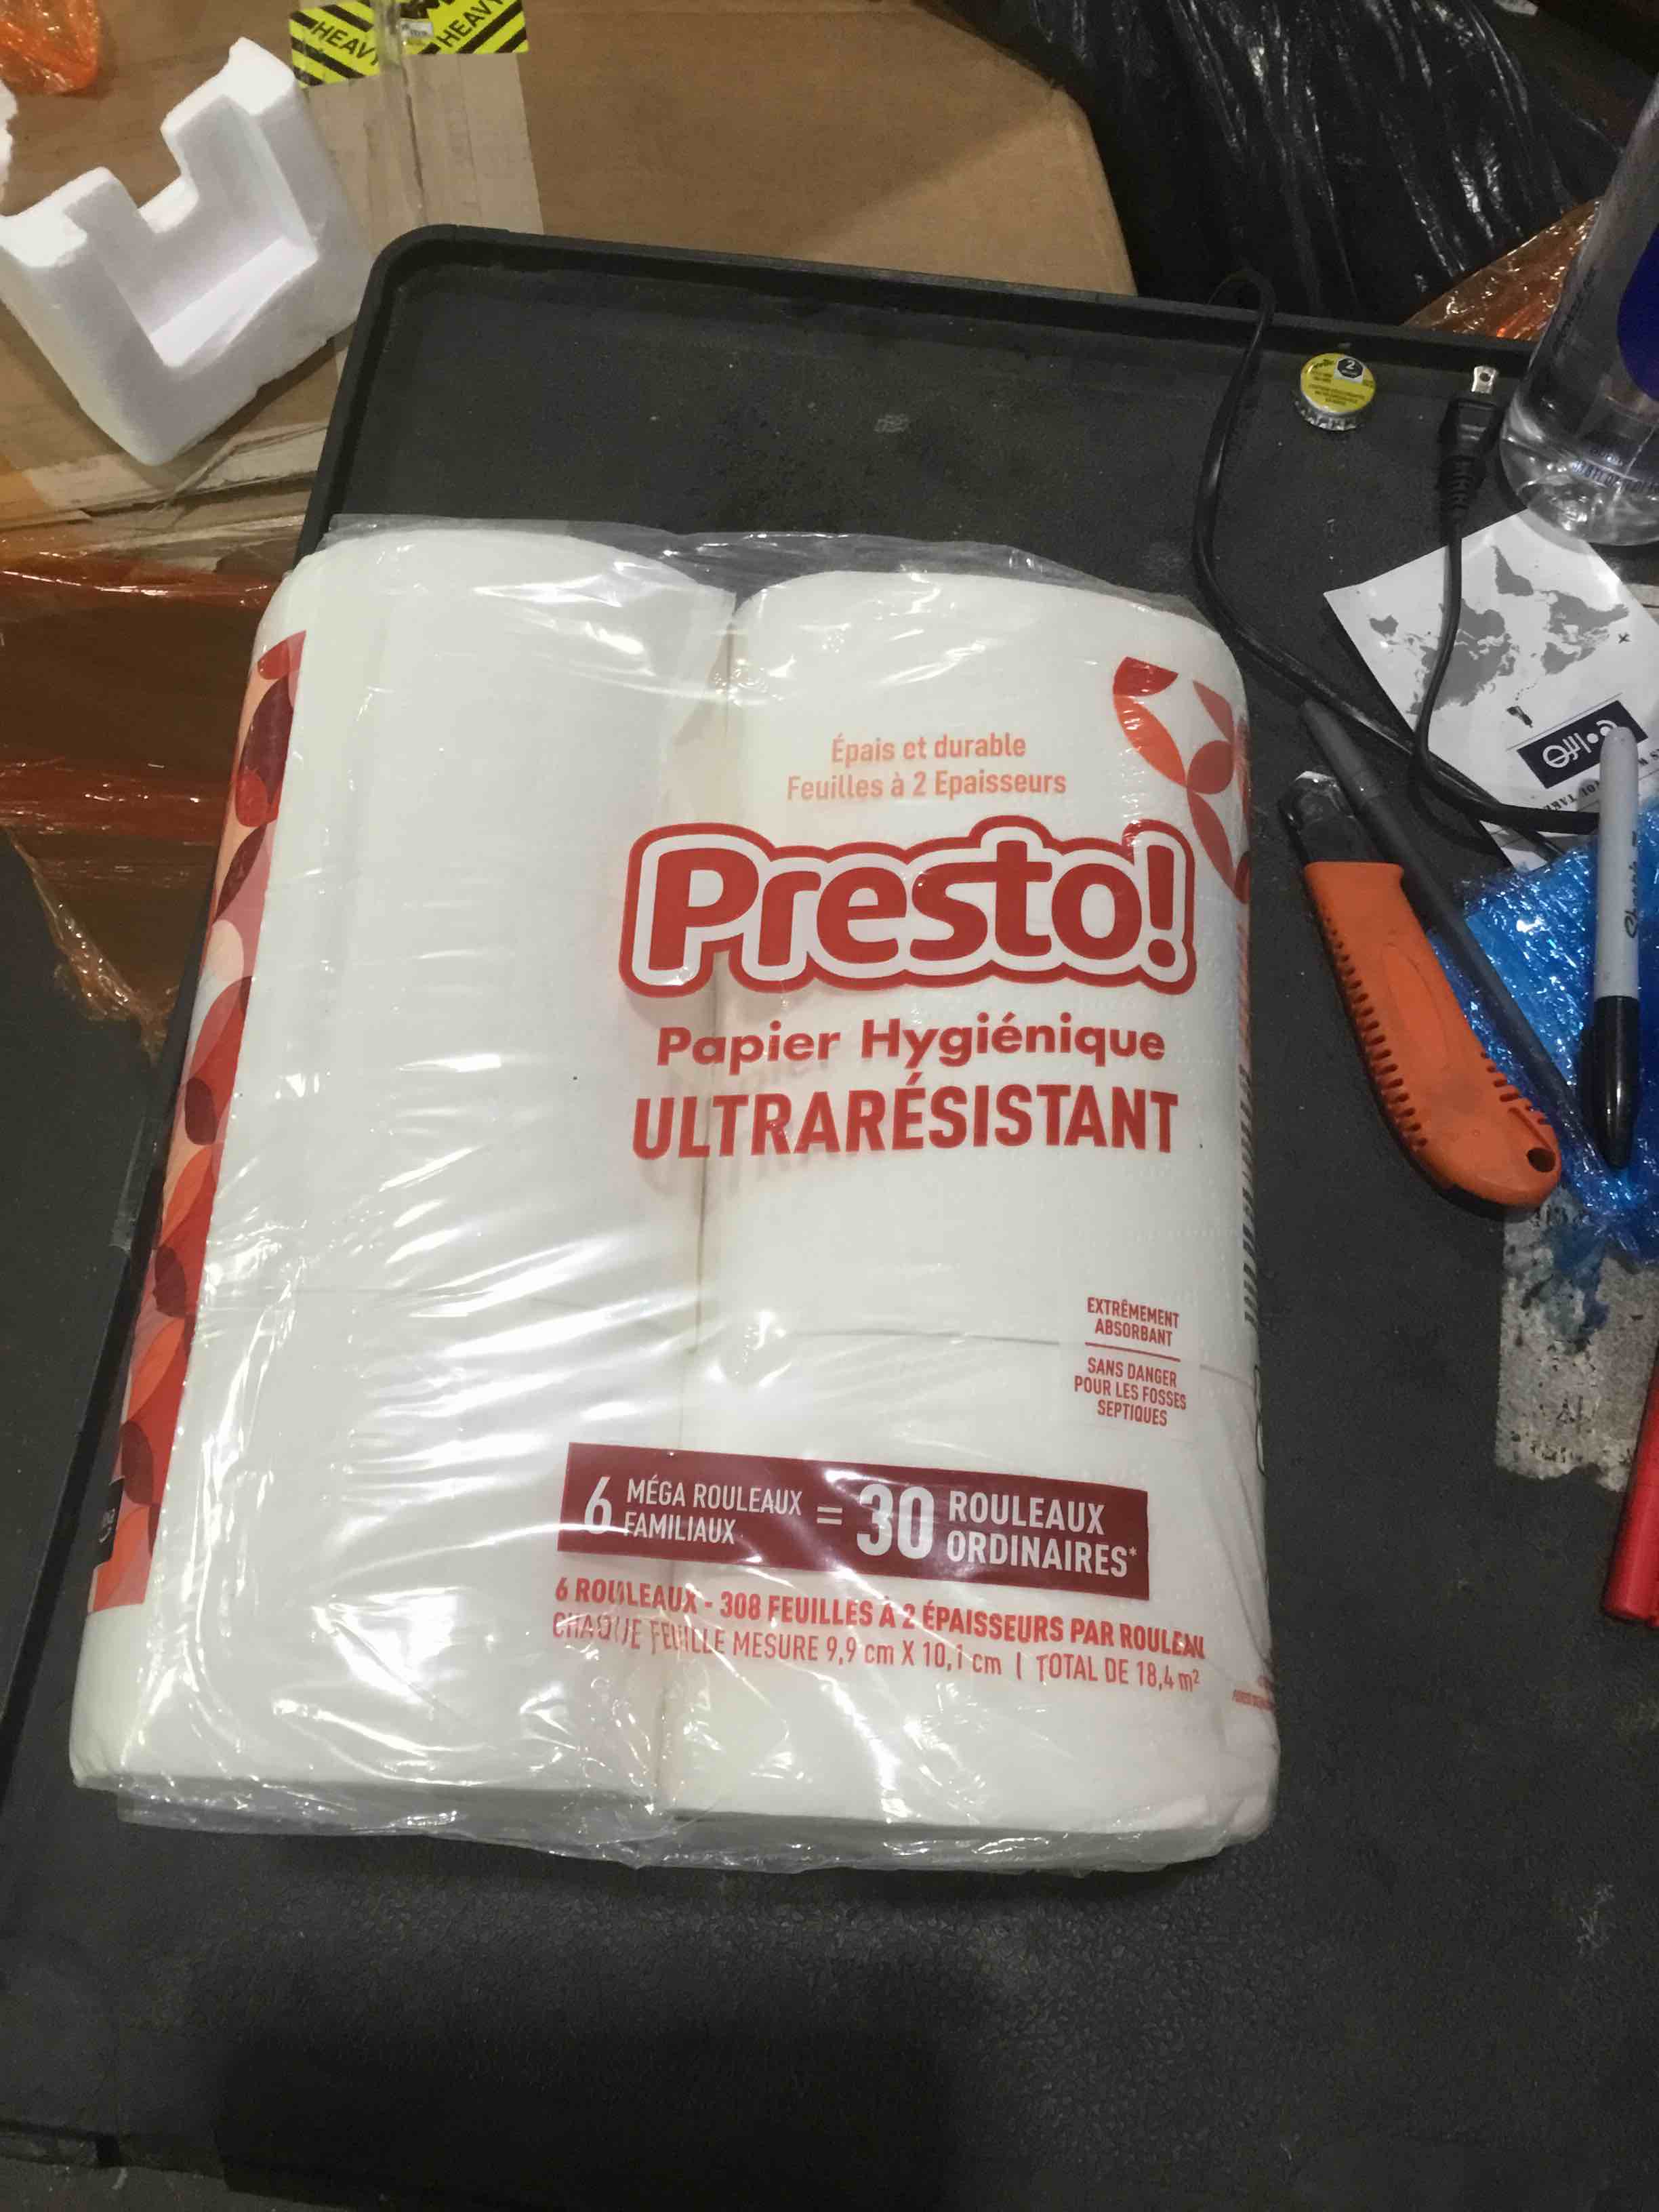 HEAVY
HEAVY
Épais et durable
Feuilles à 2 Epaisseurs
Presto!
Papier Hygiénique
ULTRARÉSISTANT
EXTRÊMEMENT
ABSORBANT
SANS DANGER
POUR LES FOSSES
SEPTIQUES
6 MÉGA ROULEAUX
FAMILIAUX
= 30 ROULEAUX
ORDINAIRES*
6 ROULEAUX - 308 FEUILLES À 2 ÉPAISSEURS PAR ROULEAU
CHAQUE FEUILLE MESURE 9,9 cm X 10,1 cm | TOTAL DE 18,4 m²
2
Sharpie